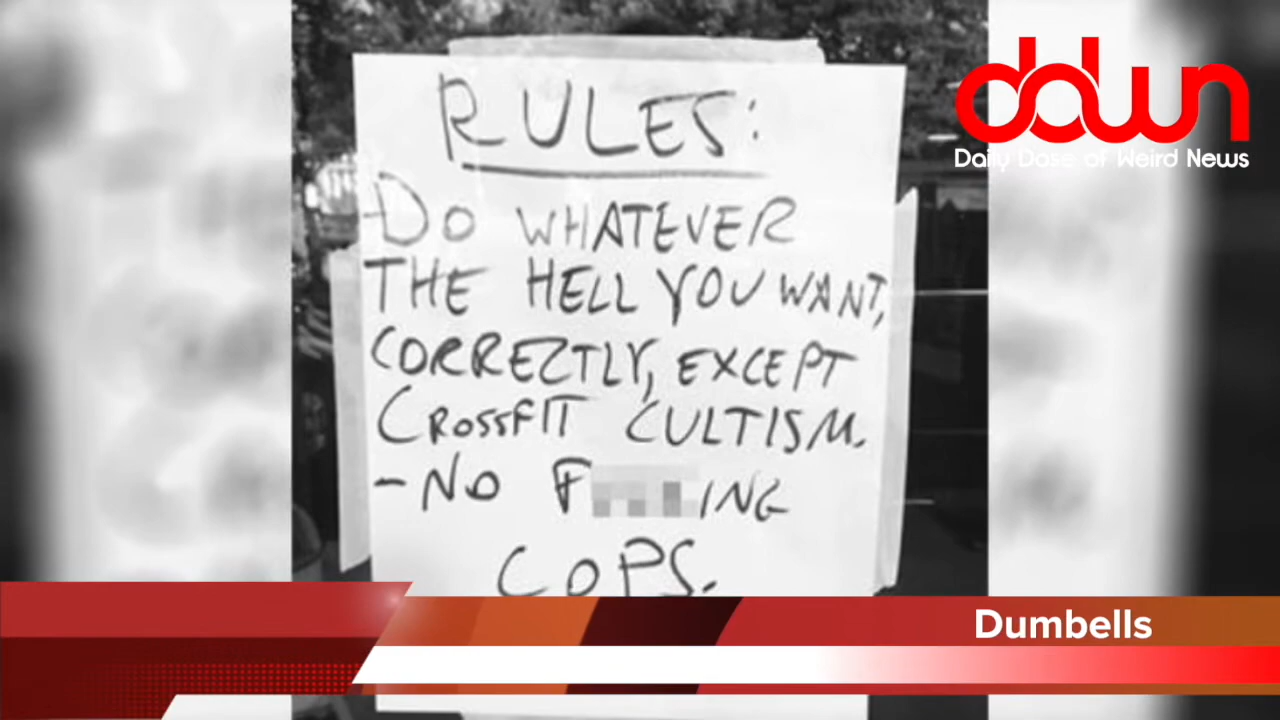 RULES:
DO WHATEVER
THE HELL YOU WANT,
CORRECTLY, EXCEPT
CROSSFIT CULTISM.
- NO F ING
COPS.
ddwn
Daily Dose of Weird News
Dumbells